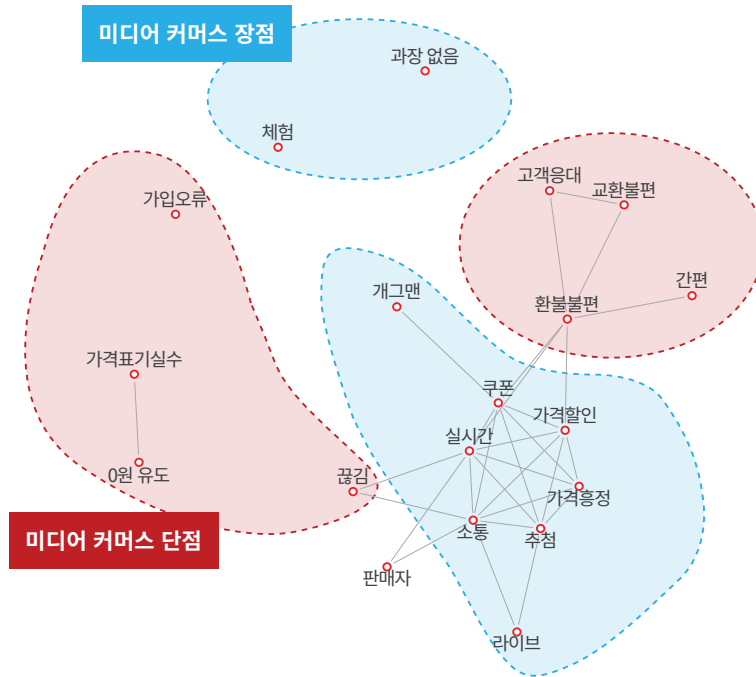 미디어 커머스 장점
과장 없음
체험
고객응대
교환불편
가입오류
간편
개그맨
환불불편
가격표기실수
쿠폰
가격할인
실시간
0원 유도
끊김
가격흥정
미디어 커머스 단점
소통
추첨
판매자
라이브